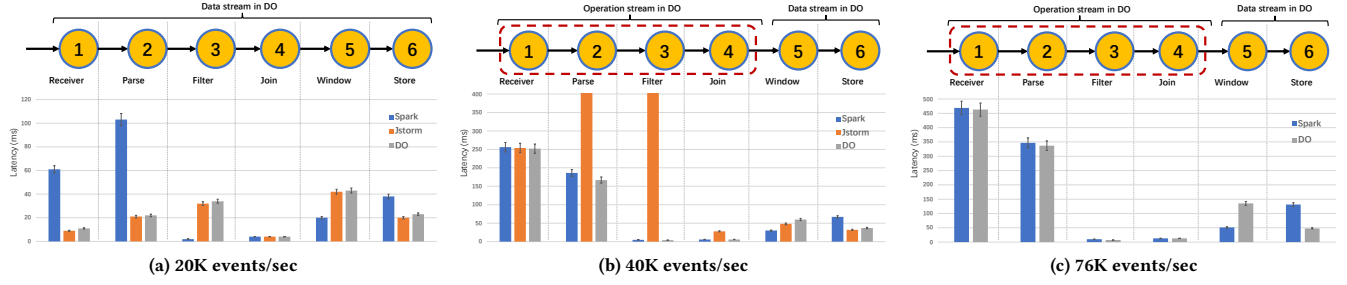 Data stream in DO
1 2 3 4 5 6
Receiver Parse Filter Join Window Store
120
100
80
60
40
20
0
Latency (ms)
Spark
Jstorm
DO
(a) 20K events/sec
Operation stream in DO Data stream in DO
1 2 3 4 5 6
Receiver Parse Filter Join Window Store
400
350
300
250
200
150
100
50
0
Latency (ms)
Spark
Jstorm
DO
(b) 40K events/sec
Operation stream in DO Data stream in DO
1 2 3 4 5 6
Receiver Parse Filter Join Window Store
500
450
400
350
300
250
200
150
100
50
0
Latency (ms)
Spark
DO
(c) 76K events/sec